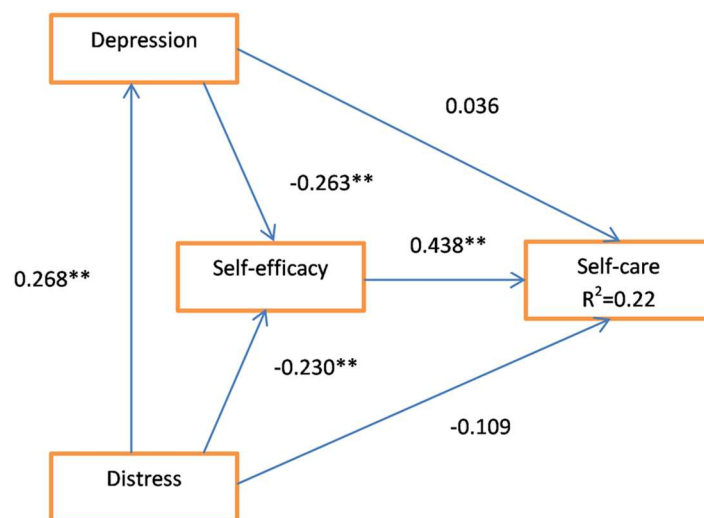 Depression
0.036
-0.263**
0.438**
Self-efficacy
Self-care
R²=0.22
0.268**
-0.230**
-0.109
Distress